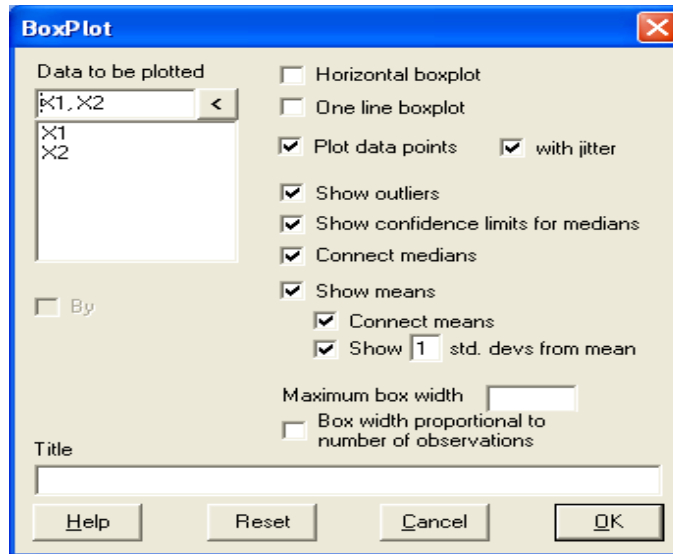 BoxPlot
Data to be plotted
X1, X2
<
X1
X2
By
Horizontal boxplot
One line boxplot
Plot data points
with jitter
Show outliers
Show confidence limits for medians
Connect medians
Show means
Connect means
Show 1 std. devs from mean
Maximum box width
Box width proportional to
number of observations
Title
Help
Reset
Cancel
OK